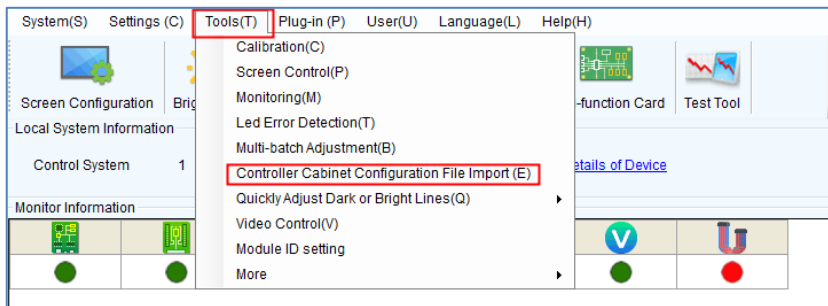 System(S) Settings (C) Tools(T) Plug-in (P) User(U) Language(L) Help(H)
Calibration(C)
Screen Control(P)
Monitoring(M)
Led Error Detection(T)
Multi-batch Adjustment(B)
Controller Cabinet Configuration File Import (E)
Quickly Adjust Dark or Bright Lines(Q)
Video Control(V)
Module ID setting
More
Screen Configuration Brig -function Card Test Tool
Local System Information
Control System 1 etails of Device
Monitor Information
V